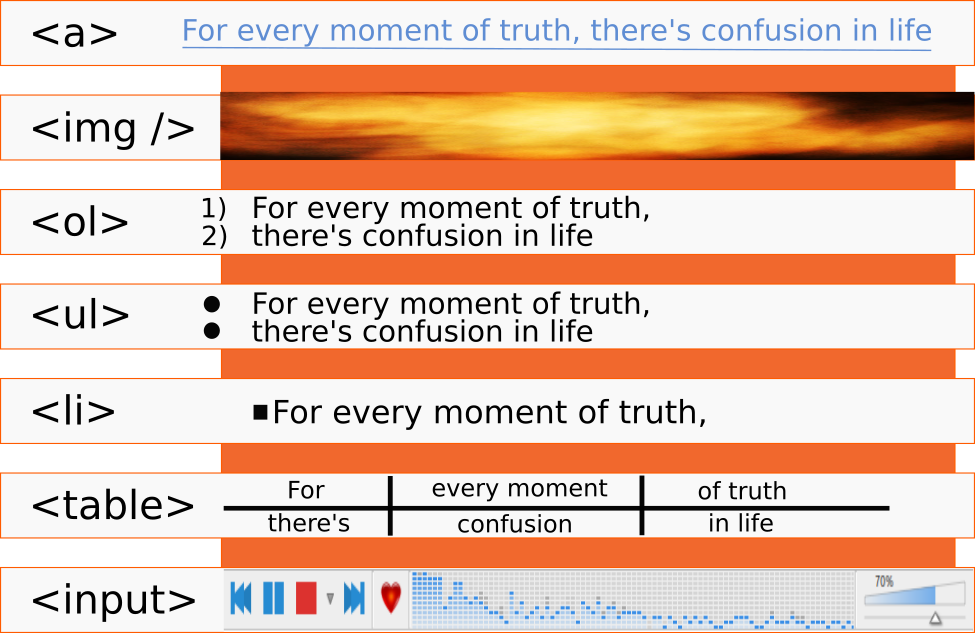 <a> For every moment of truth, there's confusion in life
<img />
<ol> 1) For every moment of truth,
2) there's confusion in life
<ul> ● For every moment of truth,
● there's confusion in life
<li> ■For every moment of truth,
<table> For every moment of truth
there's confusion in life
<input> 70%